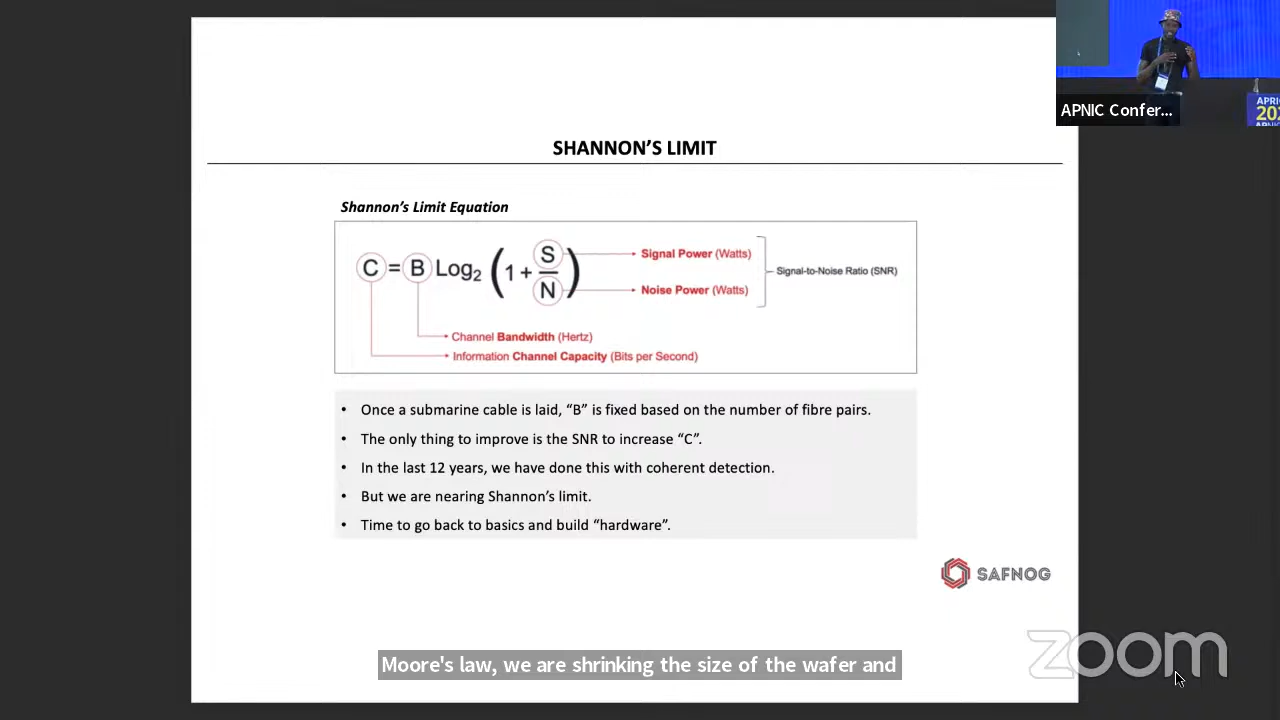 APNIC Confer...
APRIC
202
APNIC
SHANNON'S LIMIT
Shannon's Limit Equation
C = B Log₂ (1 + S/N)
Signal Power (Watts)
Noise Power (Watts)
Signal-to-Noise Ratio (SNR)
Channel Bandwidth (Hertz)
Information Channel Capacity (Bits per Second)
• Once a submarine cable is laid, “B” is fixed based on the number of fibre pairs.
• The only thing to improve is the SNR to increase “C”.
• In the last 12 years, we have done this with coherent detection.
• But we are nearing Shannon's limit.
• Time to go back to basics and build “hardware”.
SAFNOG
Moore's law, we are shrinking the size of the wafer and
zoom